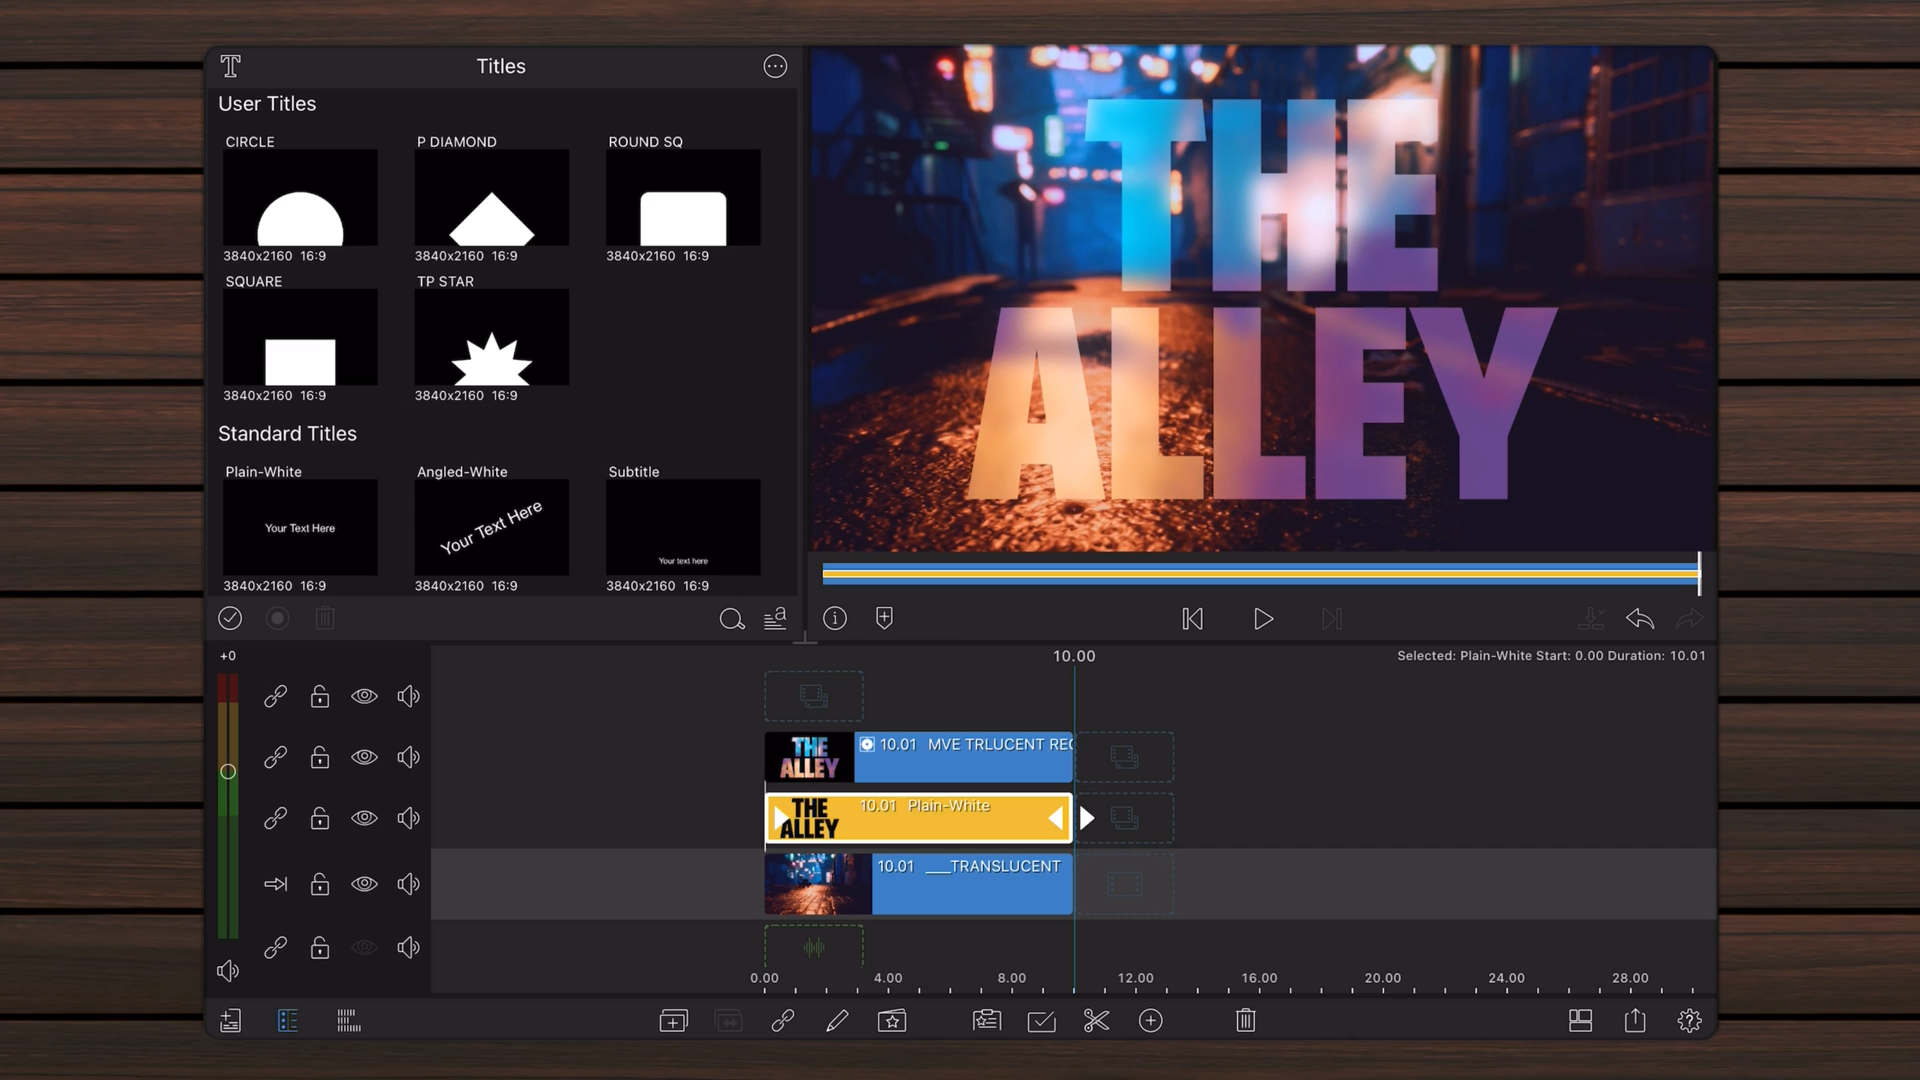 Titles
User Titles
CIRCLE
P DIAMOND
ROUND SQ
3840x2160 16:9
3840x2160 16:9
3840x2160 16:9
SQUARE
TP STAR
3840x2160 16:9
3840x2160 16:9
Standard Titles
Plain-White
Angled-White
Subtitle
Your Text Here
Your Text Here
Your text here
3840x2160 16:9
3840x2160 16:9
3840x2160 16:9
THE
ALLEY
+0
10.00
Selected: Plain-White Start: 0.00 Duration: 10.01
THE
ALLEY
10.01 MVE TRLUCENT REC
THE
ALLEY
10.01 Plain-White
10.01 ___TRANSLUCENT
0.00
4.00
8.00
12.00
16.00
20.00
24.00
28.00